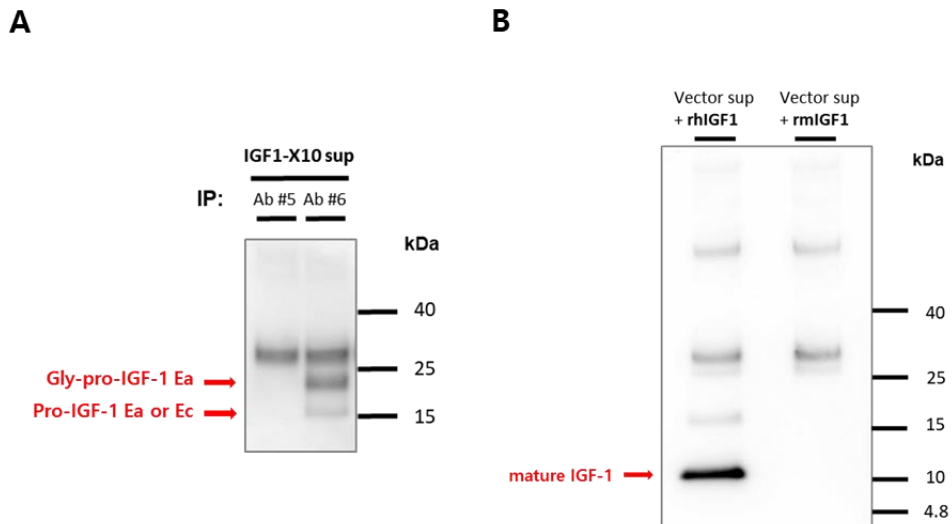 A
IGF1-X10 sup
IP: Ab #5 Ab #6
kDa
40
25
15
Gly-pro-IGF-1 Ea
Pro-IGF-1 Ea or Ec
B
Vector sup
+ rhIGF1
Vector sup
+ rmIGF1
kDa
40
25
15
10
4.8
mature IGF-1